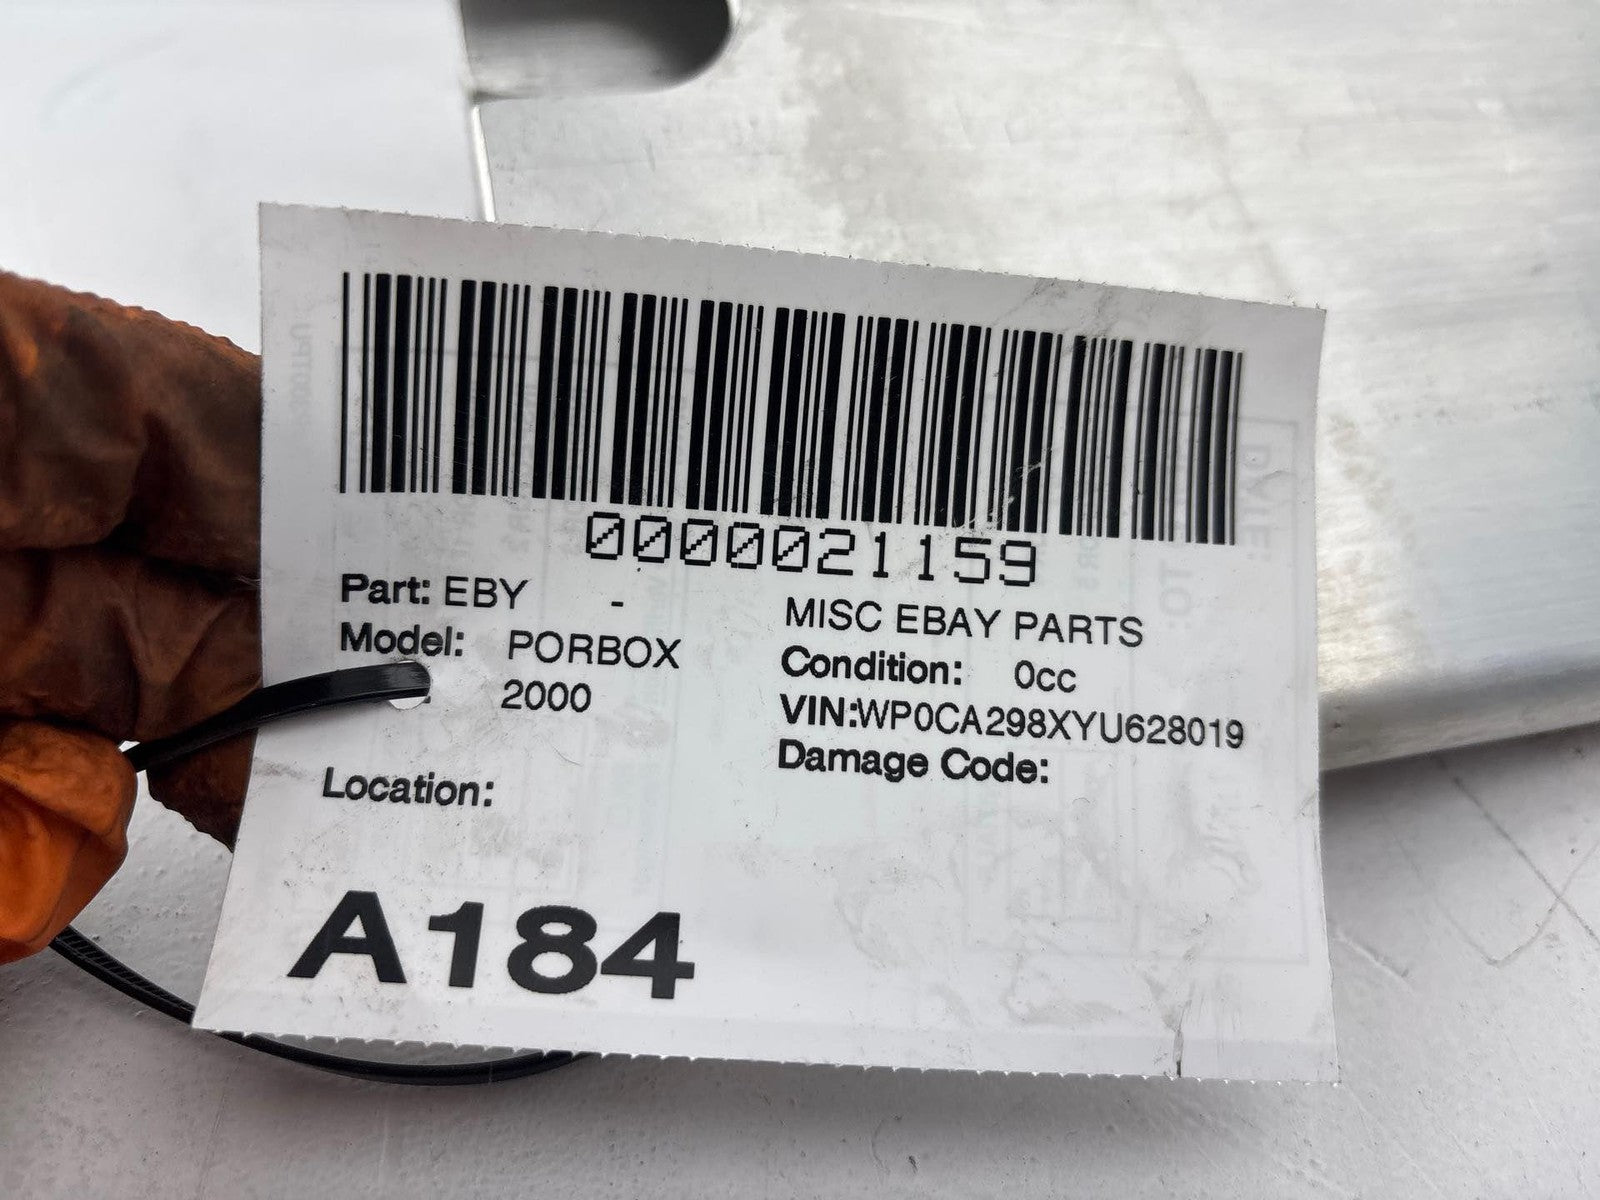 0000021159
Part: EBY - MISC EBAY PARTS
Model: PORBOX Condition: 0cc
2000 VIN:WP0CA298XYU628019
Damage Code:
Location:
A184